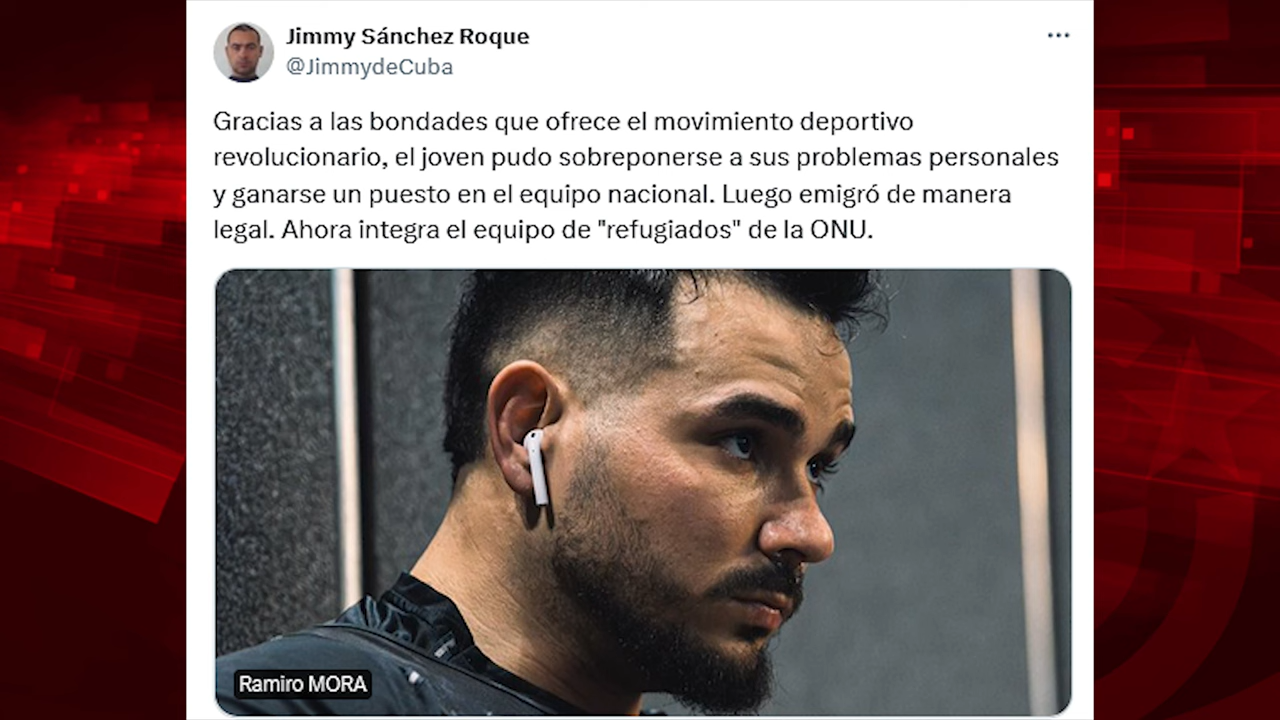 Jimmy Sánchez Roque
@JimmydeCuba
Gracias a las bondades que ofrece el movimiento deportivo
revolucionario, el joven pudo sobreponerse a sus problemas personales
y ganarse un puesto en el equipo nacional. Luego emigró de manera
legal. Ahora integra el equipo de "refugiados" de la ONU.
Ramiro MORA